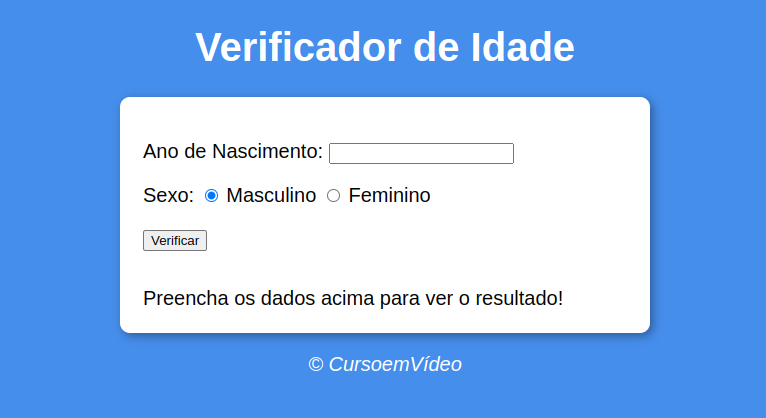 Verificador de Idade
Ano de Nascimento:
Sexo: Masculino Feminino
Verificar
Preencha os dados acima para ver o resultado!
© CursoemVídeo